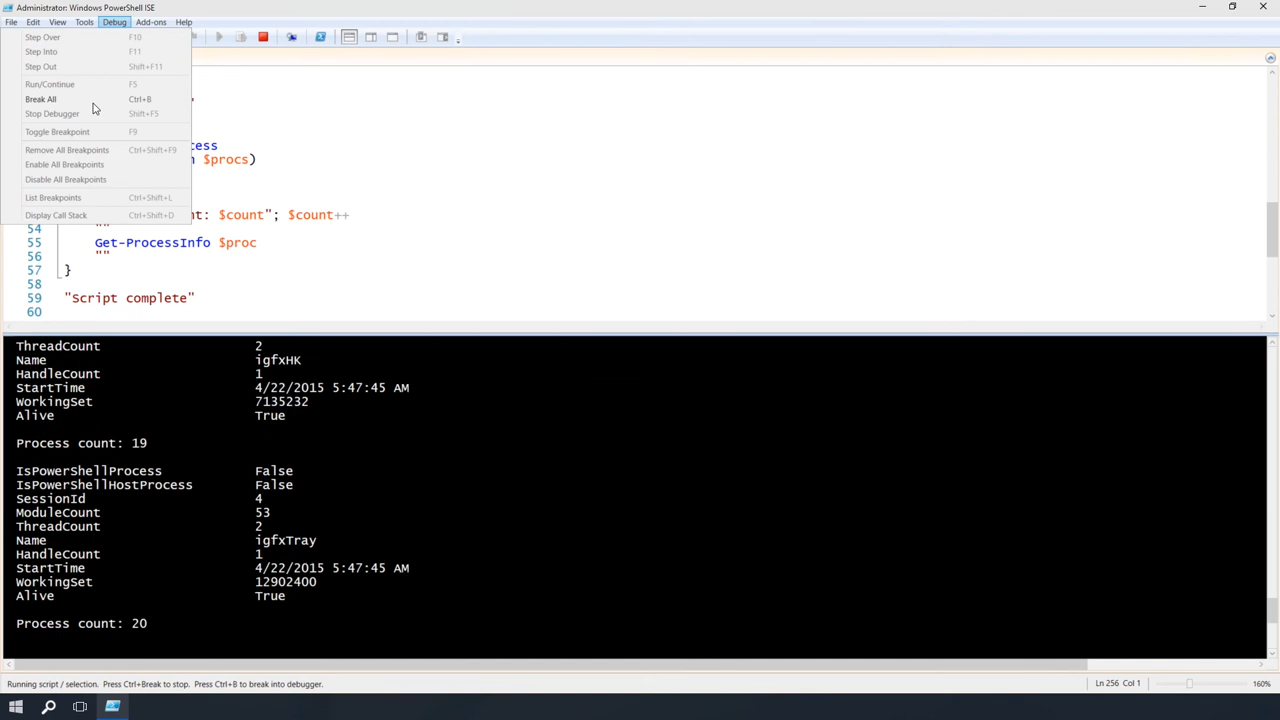 Administrator: Windows PowerShell ISE
File Edit View Tools Debug Add-ons Help
Step Over F10
Step Into F11
Step Out Shift+F11
Run/Continue F5
Break All Ctrl+B
Stop Debugger Shift+F5
Toggle Breakpoint F9
Remove All Breakpoints Ctrl+Shift+F9
Enable All Breakpoints
Disable All Breakpoints
List Breakpoints Ctrl+Shift+L
Display Call Stack Ctrl+Shift+D
ess
n $procs)
nt: $count"; $count++
54 ""
55 Get-ProcessInfo $proc
56 ""
57 }
58
59 "Script complete"
60
ThreadCount 2
Name igfxHK
HandleCount 1
StartTime 4/22/2015 5:47:45 AM
WorkingSet 7135232
Alive True
Process count: 19
IsPowerShellProcess False
IsPowerShellHostProcess False
SessionId 4
ModuleCount 53
ThreadCount 2
Name igfxTray
HandleCount 1
StartTime 4/22/2015 5:47:45 AM
WorkingSet 12902400
Alive True
Process count: 20
Running script / selection. Press Ctrl+Break to stop. Press Ctrl+B to break into debugger.
Ln 256 Col 1 160%